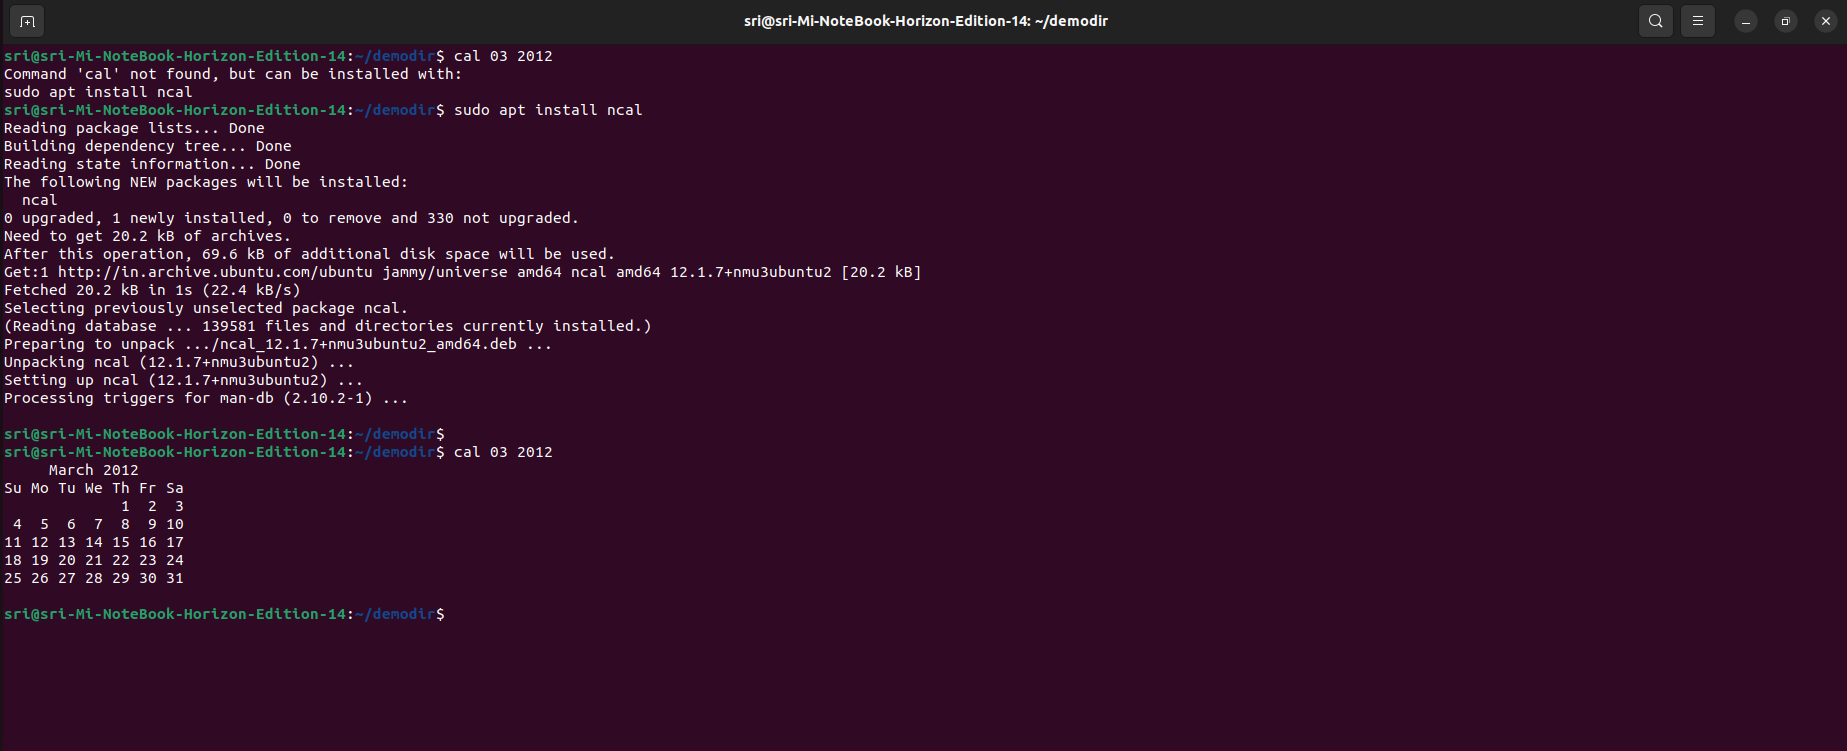 sri@sri-Mi-NoteBook-Horizon-Edition-14: ~/demodir
sri@sri-Mi-NoteBook-Horizon-Edition-14:~/demodir$ cal 03 2012
Command 'cal' not found, but can be installed with:
sudo apt install ncal
sri@sri-Mi-NoteBook-Horizon-Edition-14:~/demodir$ sudo apt install ncal
Reading package lists... Done
Building dependency tree... Done
Reading state information... Done
The following NEW packages will be installed:
  ncal
0 upgraded, 1 newly installed, 0 to remove and 330 not upgraded.
Need to get 20.2 kB of archives.
After this operation, 69.6 kB of additional disk space will be used.
Get:1 http://in.archive.ubuntu.com/ubuntu jammy/universe amd64 ncal amd64 12.1.7+nmu3ubuntu2 [20.2 kB]
Fetched 20.2 kB in 1s (22.4 kB/s)
Selecting previously unselected package ncal.
(Reading database ... 139581 files and directories currently installed.)
Preparing to unpack .../ncal_12.1.7+nmu3ubuntu2_amd64.deb ...
Unpacking ncal (12.1.7+nmu3ubuntu2) ...
Setting up ncal (12.1.7+nmu3ubuntu2) ...
Processing triggers for man-db (2.10.2-1) ...
sri@sri-Mi-NoteBook-Horizon-Edition-14:~/demodir$
sri@sri-Mi-NoteBook-Horizon-Edition-14:~/demodir$ cal 03 2012
     March 2012
Su Mo Tu We Th Fr Sa
             1  2  3
 4  5  6  7  8  9 10
11 12 13 14 15 16 17
18 19 20 21 22 23 24
25 26 27 28 29 30 31
sri@sri-Mi-NoteBook-Horizon-Edition-14:~/demodir$